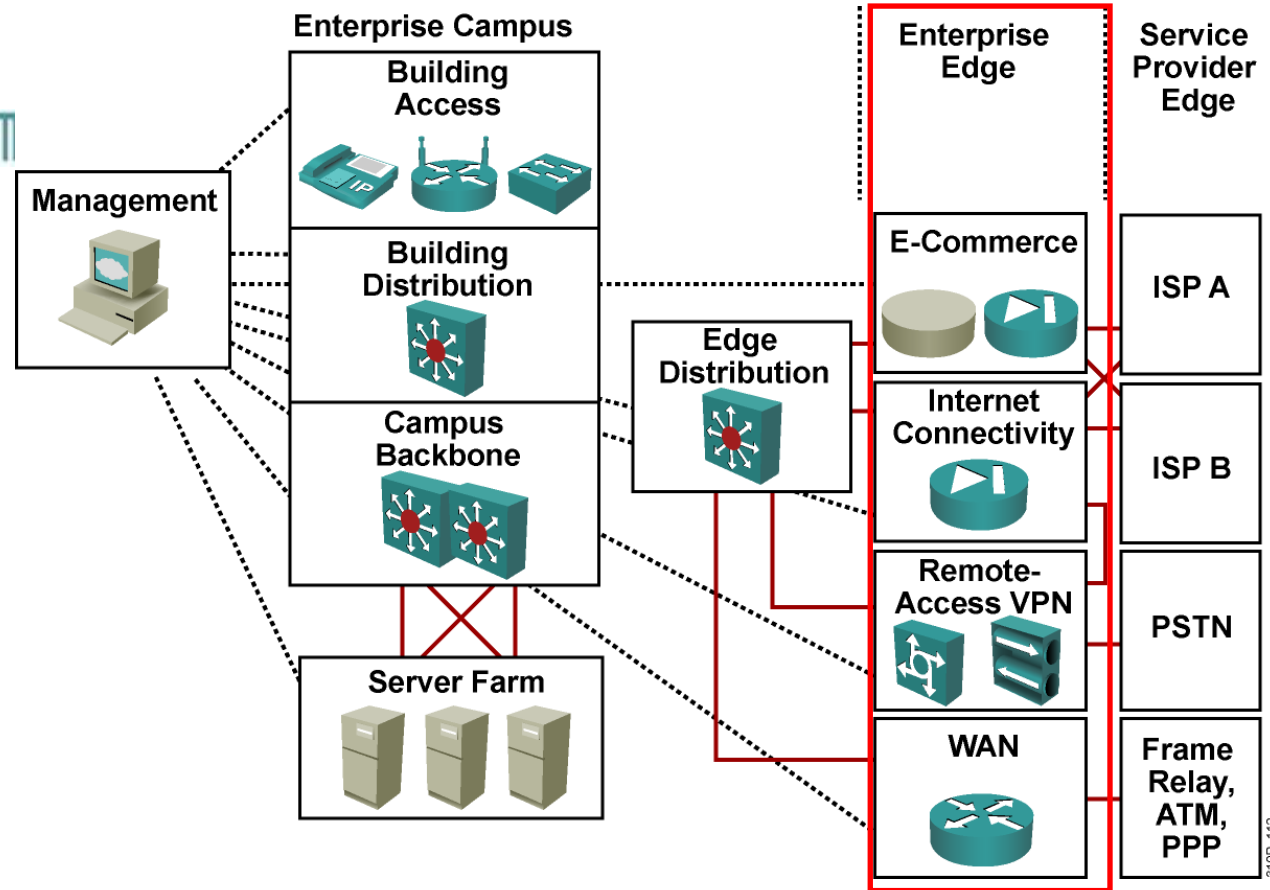 Enterprise Campus
Building
Access
IP
Management
Building
Distribution
Campus
Backbone
Server Farm
Edge
Distribution
Enterprise
Edge
E-Commerce
Internet
Connectivity
Remote-
Access VPN
WAN
Service
Provider
Edge
ISP A
ISP B
PSTN
Frame
Relay,
ATM,
PPP